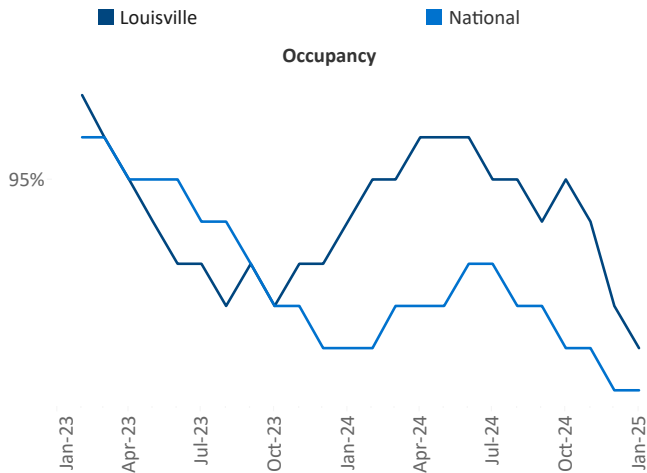 Louisville National
Occupancy
95%
Jan-23 Apr-23 Jul-23 Oct-23 Jan-24 Apr-24 Jul-24 Oct-24 Jan-25